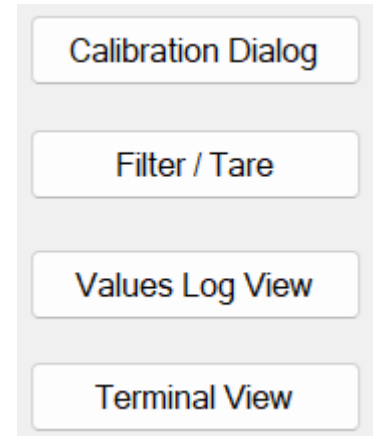 Calibration Dialog
Filter / Tare
Values Log View
Terminal View